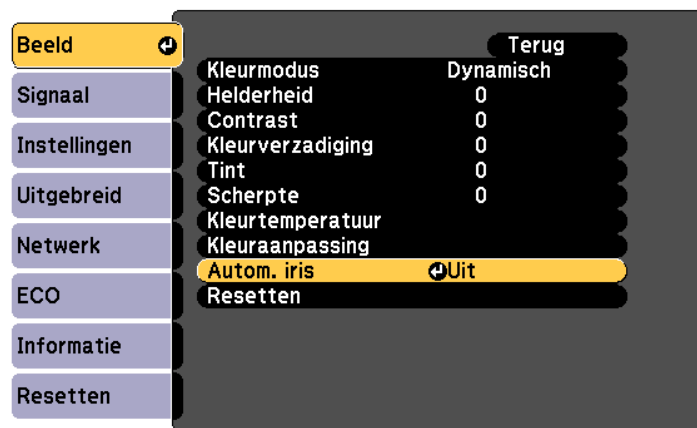 Beeld
Signaal
Instellingen
Uitgebreid
Netwerk
ECO
Informatie
Resetten
Terug
Kleurmodus Dynamisch
Helderheid 0
Contrast 0
Kleurverzadiging 0
Tint 0
Scherpte 0
Kleurtemperatuur
Kleuraanpassing
Autom. iris Uit
Resetten